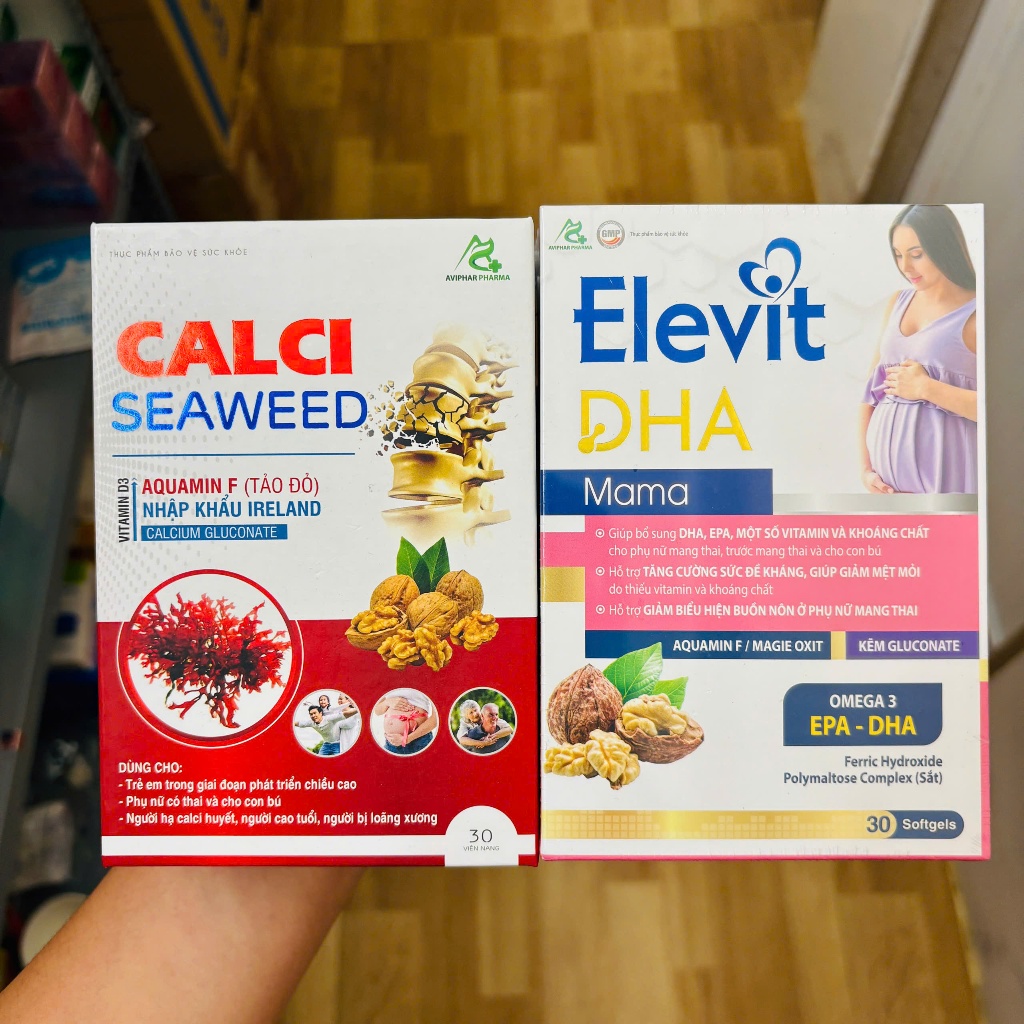 THỰC PHẨM BẢO VỆ SỨC KHỎE
AVIPHAR PHARMA
CALCI
SEAWEED
VITAMIN D3
AQUAMIN F (TẢO ĐỎ)
NHẬP KHẨU IRELAND
CALCIUM GLUCONATE
DÙNG CHO:
- Trẻ em trong giai đoạn phát triển chiều cao
- Phụ nữ có thai và cho con bú
- Người hạ calci huyết, người cao tuổi, người bị loãng xương
30
VIÊN NANG
AVIPHAR PHARMA
GMP
Thực phẩm bảo vệ sức khỏe
Elevit
DHA
Mama
Giúp bổ sung DHA, EPA, MỘT SỐ VITAMIN VÀ KHOÁNG CHẤT
cho phụ nữ mang thai, trước mang thai và cho con bú
Hỗ trợ TĂNG CƯỜNG SỨC ĐỀ KHÁNG, GIÚP GIẢM MỆT MỎI
do thiếu vitamin và khoáng chất
Hỗ trợ GIẢM BIỂU HIỆN BUỒN NÔN Ở PHỤ NỮ MANG THAI
AQUAMIN F / MAGIE OXIT
KẼM GLUCONATE
OMEGA 3
EPA - DHA
Ferric Hydroxide
Polymaltose Complex (Sắt)
30 Softgels